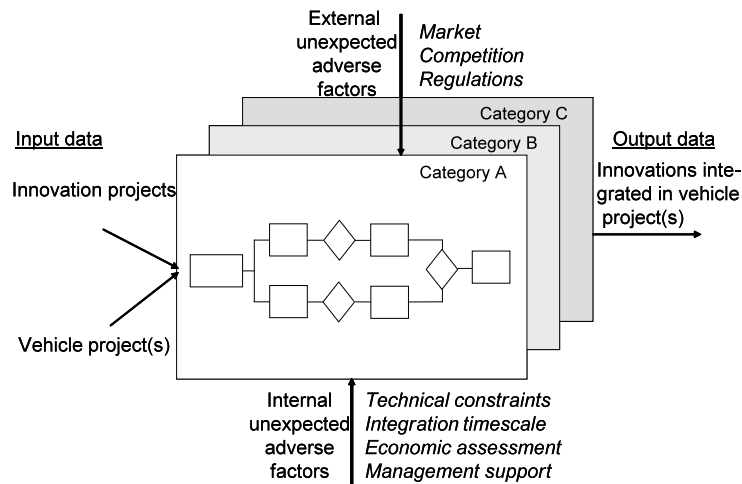 External
unexpected
adverse
factors
Market
Competition
Regulations
Category C
Category B
Category A
Input data
Innovation projects
Vehicle project(s)
Output data
Innovations inte-
grated in vehicle
project(s)
Internal
unexpected
adverse
factors
Technical constraints
Integration timescale
Economic assessment
Management support